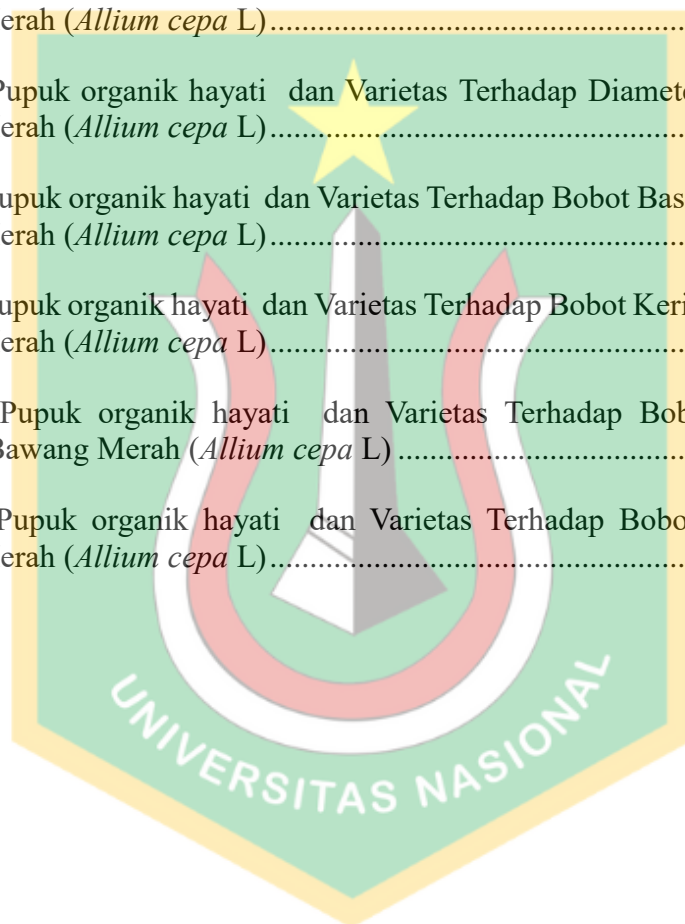 erah (Allium cepa L)..........................................................
Pupuk organik hayati dan Varietas Terhadap Diamete
erah (Allium cepa L)..........................................................
upuk organik hayati dan Varietas Terhadap Bobot Bas
erah (Allium cepa L)..........................................................
upuk organik hayati dan Varietas Terhadap Bobot Keri
erah (Allium cepa L)..........................................................
Pupuk organik hayati dan Varietas Terhadap Bob
Bawang Merah (Allium cepa L) ........................................
Pupuk organik hayati dan Varietas Terhadap Bobo
erah (Allium cepa L)..........................................................
UNIVERSITAS NASIONAL